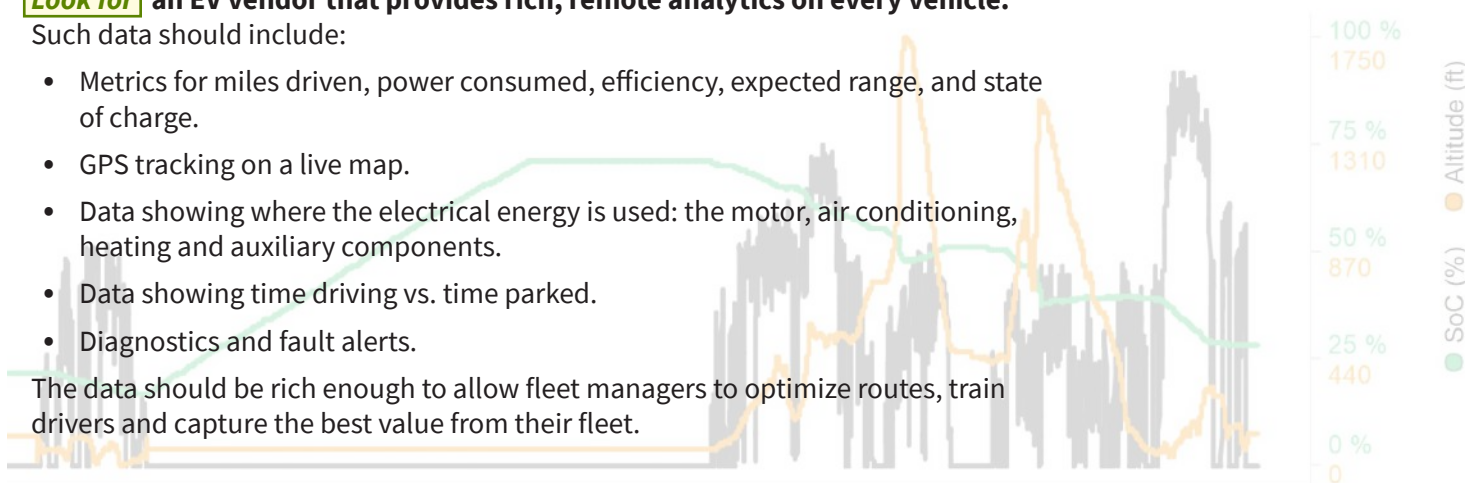 Look for an EV vendor that provides rich, remote analytics on every vehicle.
Such data should include:
• Metrics for miles driven, power consumed, efficiency, expected range, and state
of charge.
• GPS tracking on a live map.
• Data showing where the electrical energy is used: the motor, air conditioning,
heating and auxiliary components.
• Data showing time driving vs. time parked.
• Diagnostics and fault alerts.
The data should be rich enough to allow fleet managers to optimize routes, train
drivers and capture the best value from their fleet.
100 %
1750
75 %
1310
50 %
870
25 %
440
0 %
0
Altitude (ft)
SoC (%)